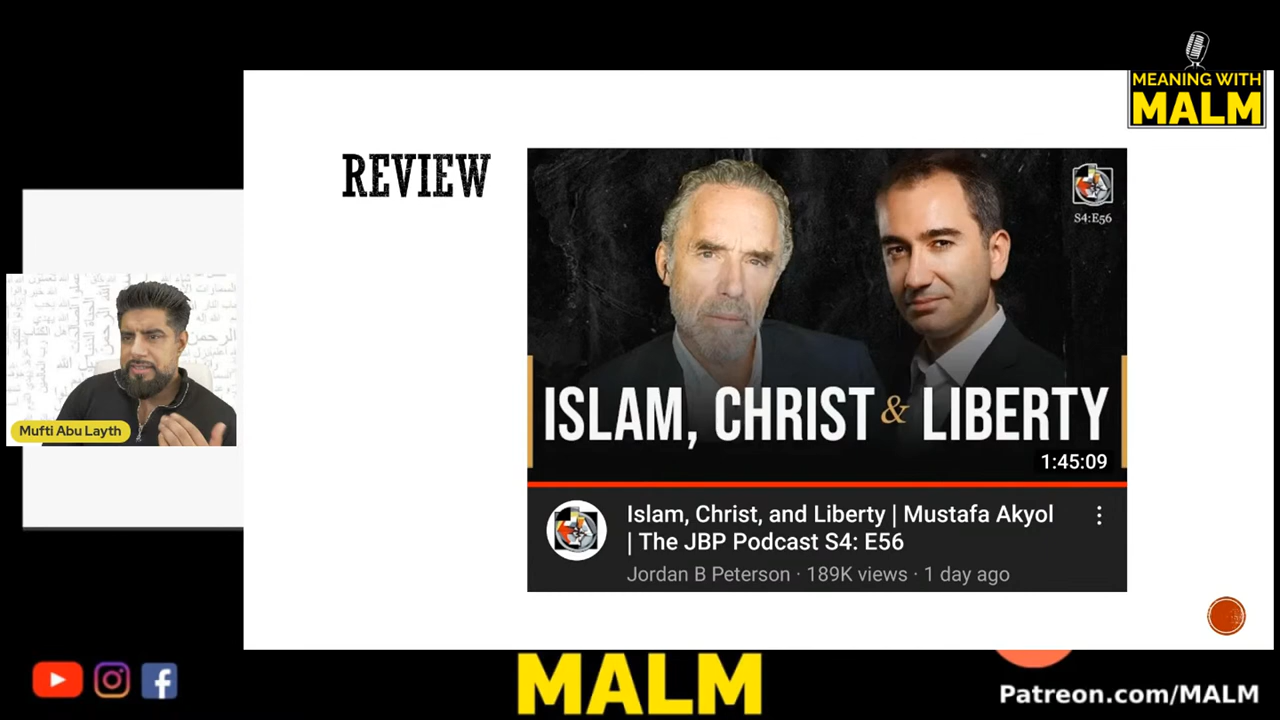 MEANING WITH
MALM
REVIEW
S4:E56
ISLAM, CHRIST & LIBERTY
1:45:09
Islam, Christ, and Liberty | Mustafa Akyol
| The JBP Podcast S4: E56
Jordan B Peterson · 189K views · 1 day ago
Mufti Abu Layth
MALM
Patreon.com/MALM